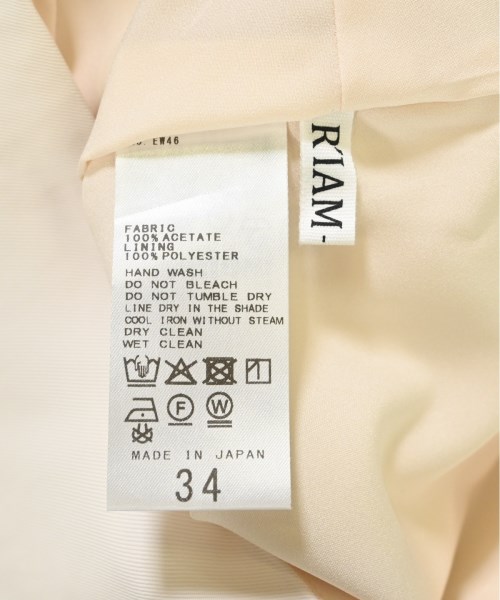 EW46
FABRIC
100% ACETATE
LINING
100% POLYESTER
HAND WASH
DO NOT BLEACH
DO NOT TUMBLE DRY
LINE DRY IN THE SHADE
COOL IRON WITHOUT STEAM
DRY CLEAN
WET CLEAN
F
W
MADE IN JAPAN
34
R'IAM-